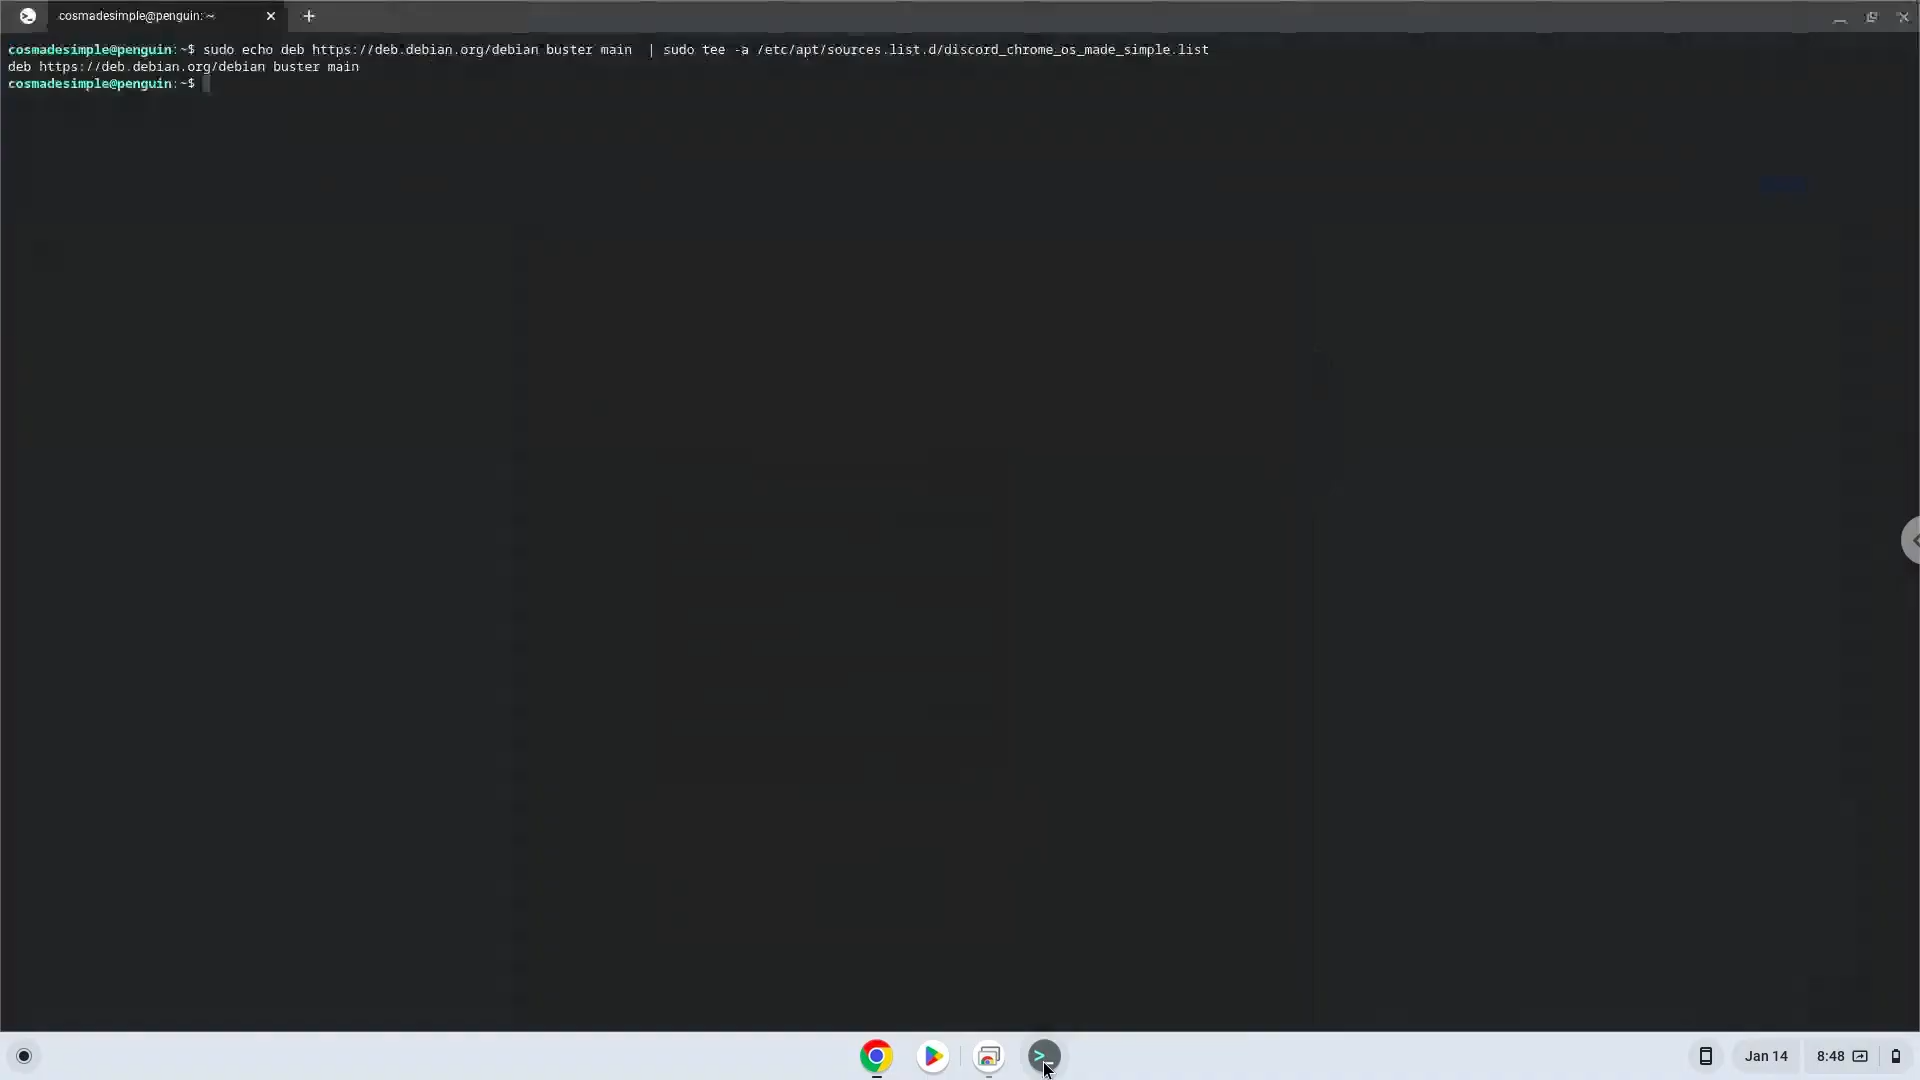 cosmadesimple@penguin: ~
cosmadesimple@penguin:~$ sudo echo deb https://deb.debian.org/debian buster main  | sudo tee -a /etc/apt/sources.list.d/discord_chrome_os_made_simple.list
deb https://deb.debian.org/debian buster main
cosmadesimple@penguin:~$
Jan 14
8:48